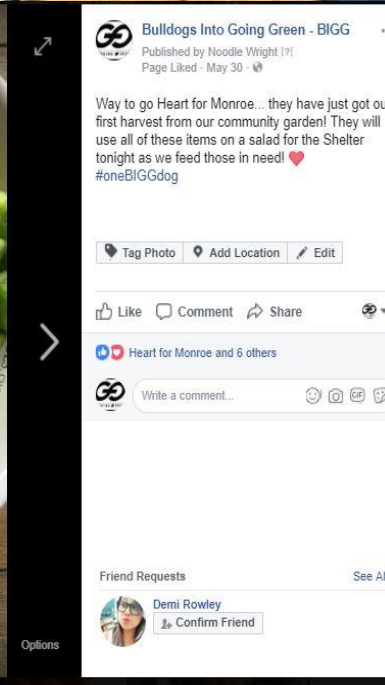 Bulldogs Into Going Green - BIGG
Published by Noodle Wright [?]
Page Liked · May 30 ·
Way to go Heart for Monroe... they have just got ou
first harvest from our community garden! They will
use all of these items on a salad for the Shelter
tonight as we feed those in need! ❤
#oneBIGGdog
Tag Photo Add Location Edit
Like Comment Share
Heart for Monroe and 6 others
Write a comment...
GIF
Friend Requests See Al
Demi Rowley
Confirm Friend
Options